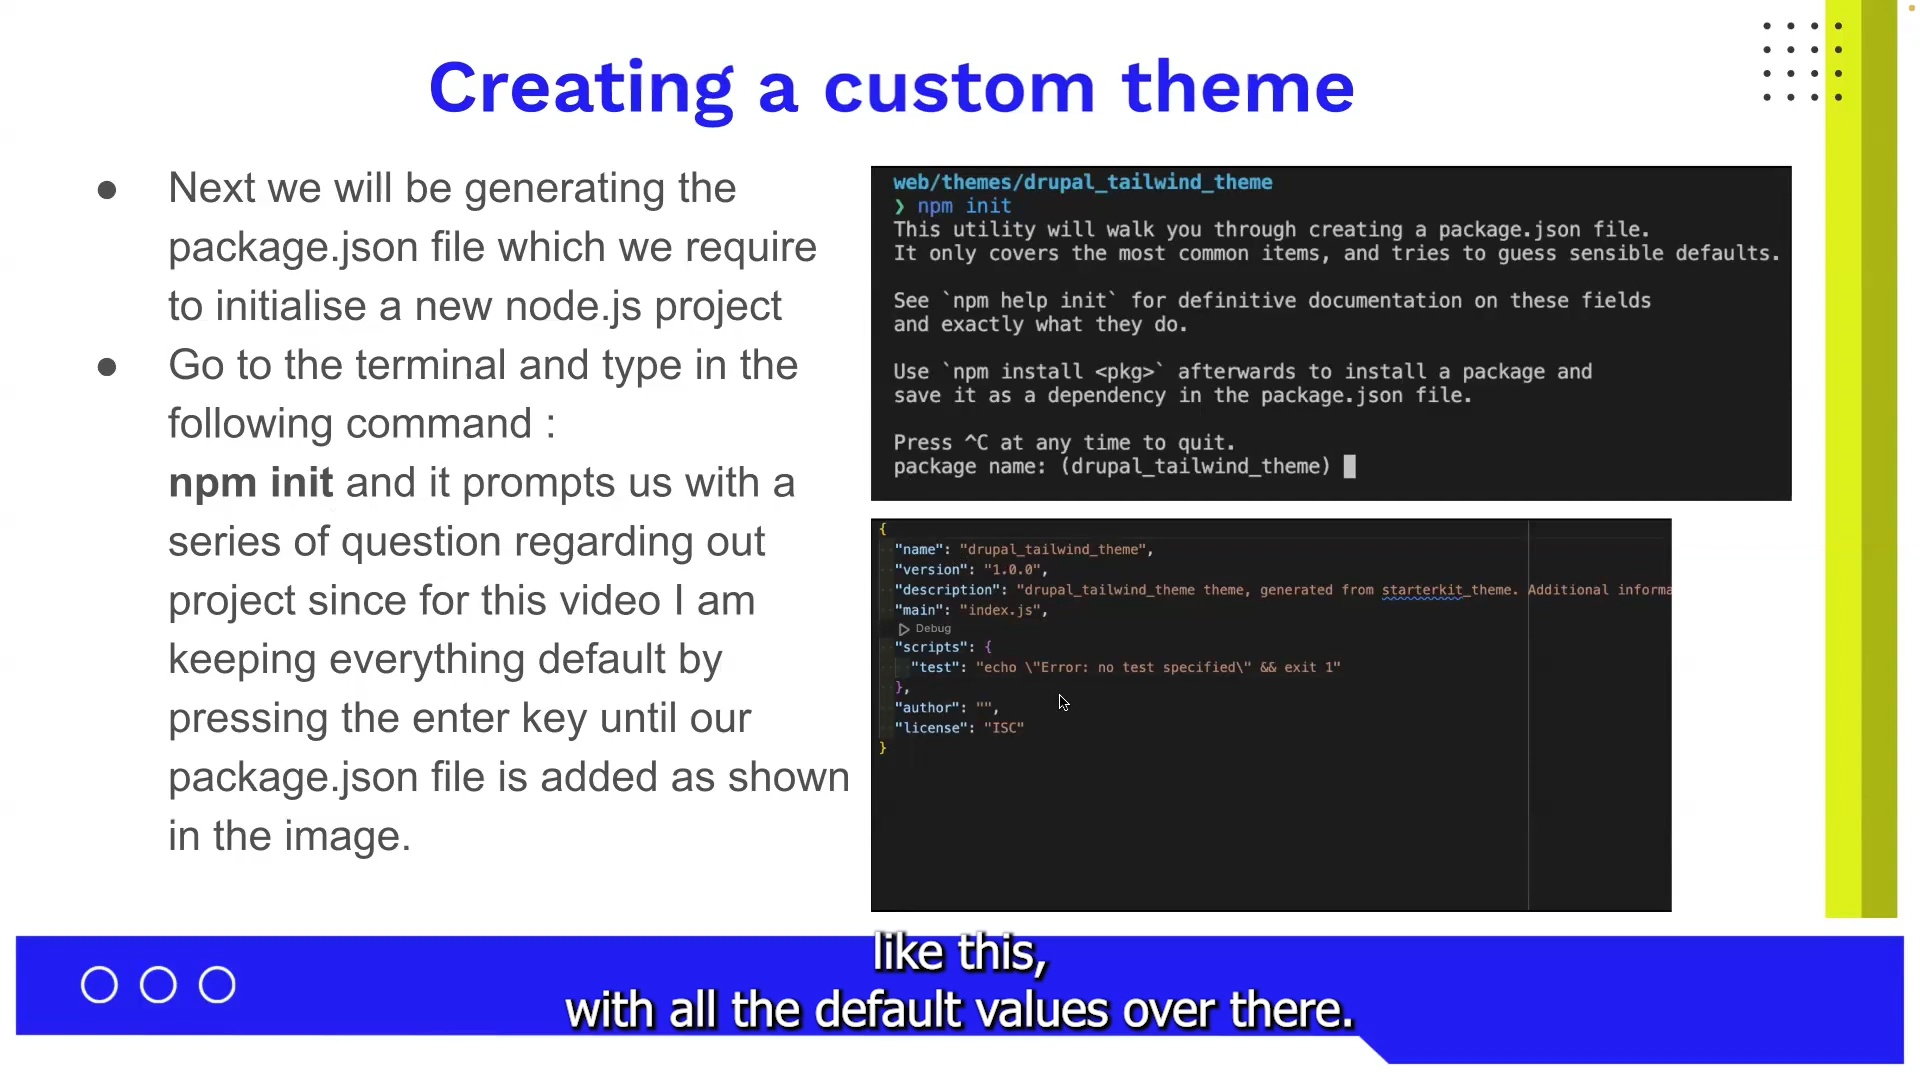 Creating a custom theme
● Next we will be generating the
package.json file which we require
to initialise a new node.js project
● Go to the terminal and type in the
following command :
npm init and it prompts us with a
series of question regarding out
project since for this video I am
keeping everything default by
pressing the enter key until our
package.json file is added as shown
in the image.
web/themes/drupal_tailwind_theme
❯ npm init
This utility will walk you through creating a package.json file.
It only covers the most common items, and tries to guess sensible defaults.
See `npm help init` for definitive documentation on these fields
and exactly what they do.
Use `npm install <pkg>` afterwards to install a package and
save it as a dependency in the package.json file.
Press ^C at any time to quit.
package name: (drupal_tailwind_theme)
{
"name": "drupal_tailwind_theme",
"version": "1.0.0",
"description": "drupal_tailwind_theme theme, generated from starterkit_theme. Additional informa
"main": "index.js",
Debug
"scripts": {
"test": "echo \"Error: no test specified\" && exit 1"
},
"author": "",
"license": "ISC"
}
like this,
with all the default values over there.